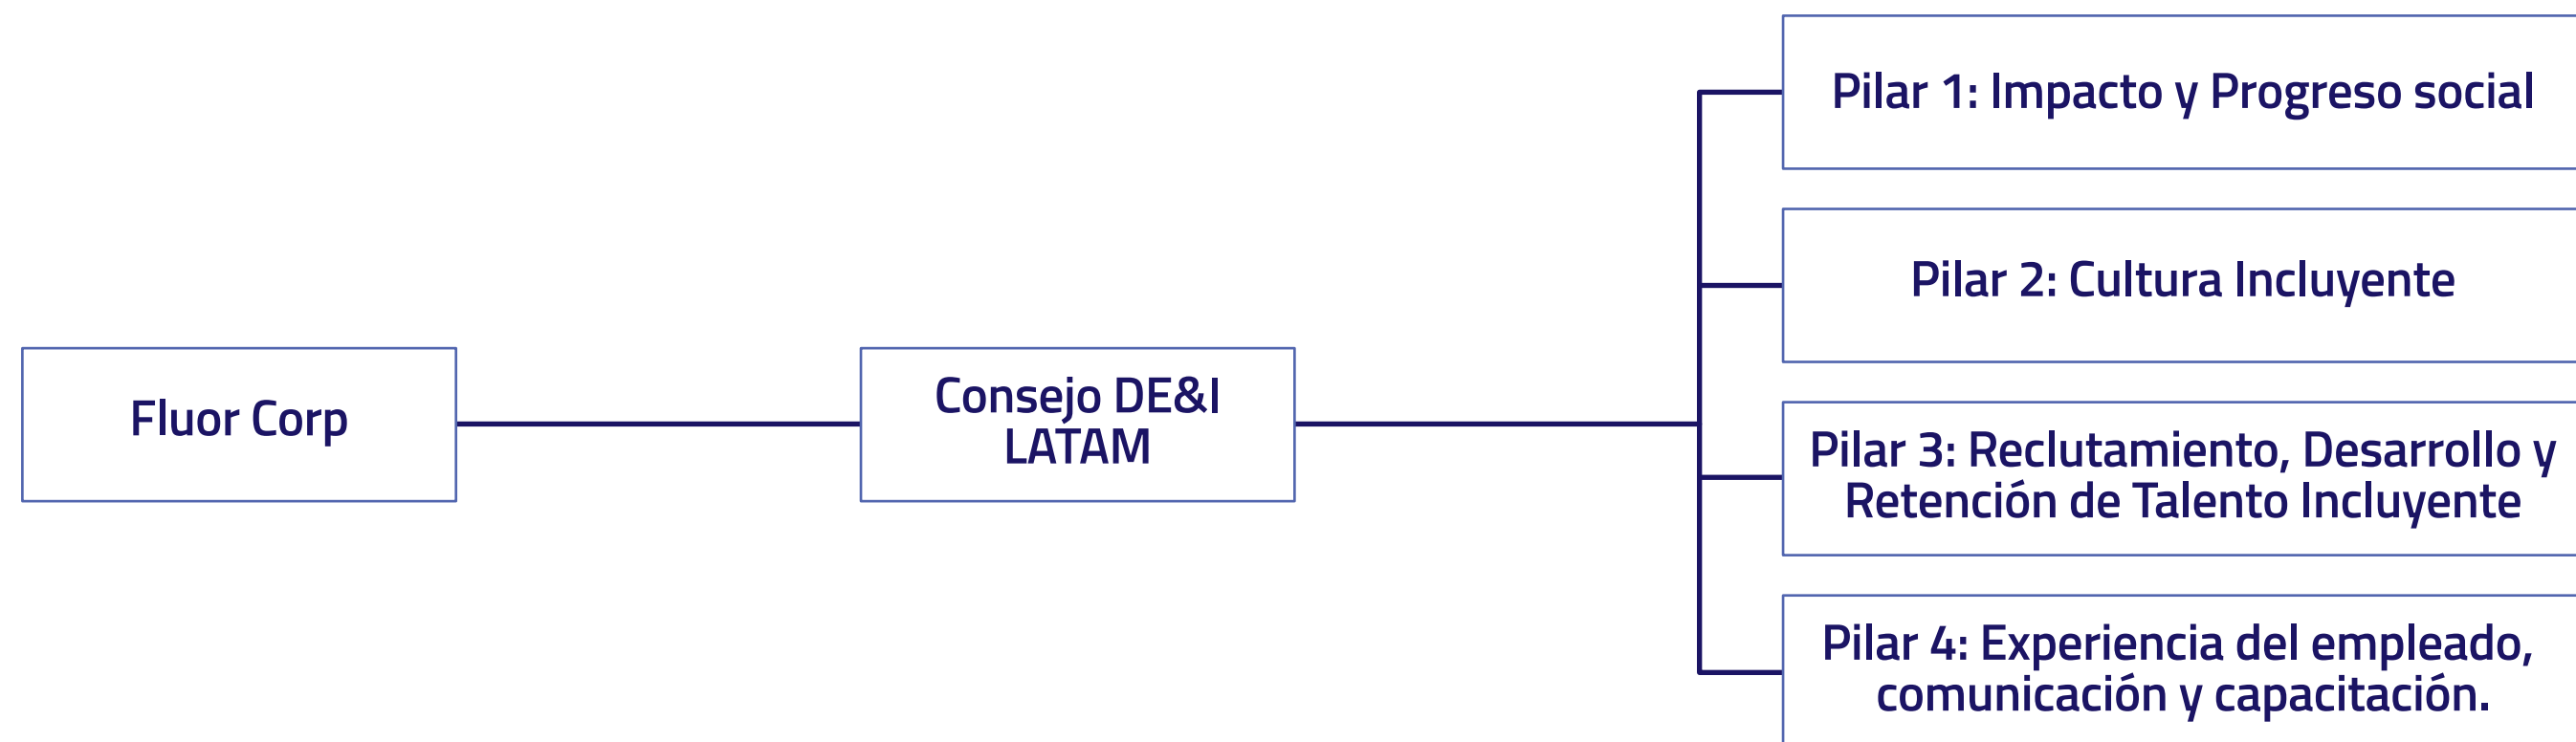 Fluor Corp
Consejo DE&I
LATAM
Pilar 1: Impacto y Progreso social
Pilar 2: Cultura Incluyente
Pilar 3: Reclutamiento, Desarrollo y
Retención de Talento Incluyente
Pilar 4: Experiencia del empleado,
comunicación y capacitación.